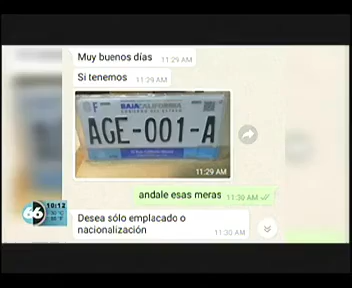 Muy buenos días
11:29 AM
Si tenemos
11:29 AM
F
BAJA CALIFORNIA
AGE-001-A
11:29 AM
andale esas meras
11:30 AM
Desea sólo emplacado o
nacionalización
11:30 AM
10:12
66